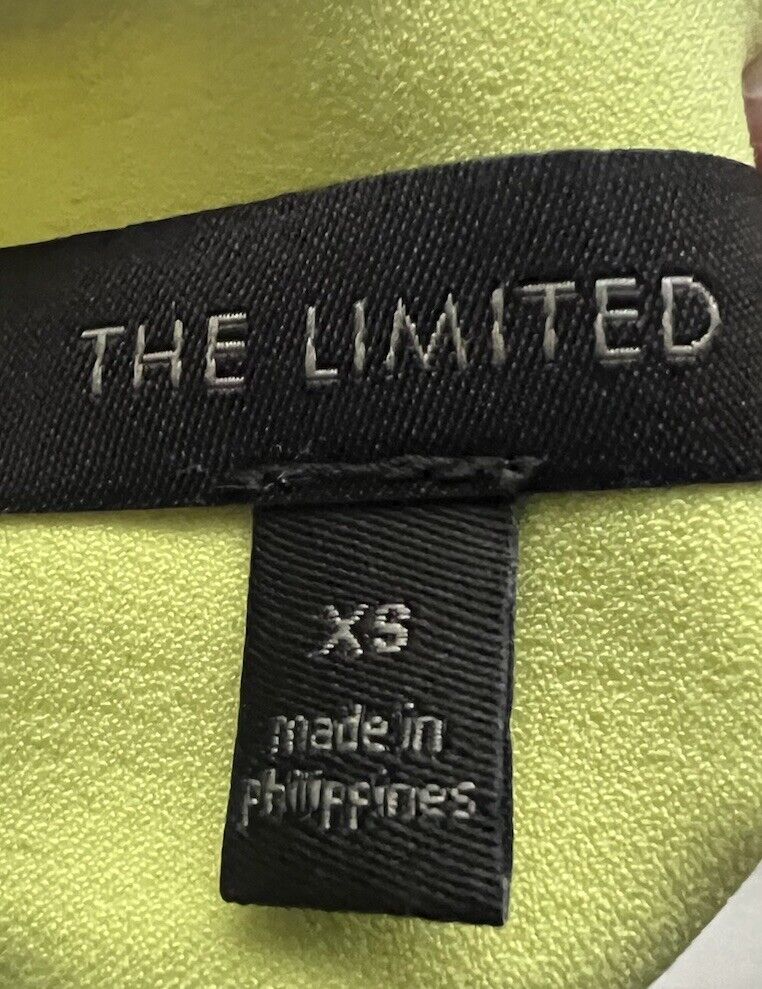 THE LIMITED
XS
made in
philippines